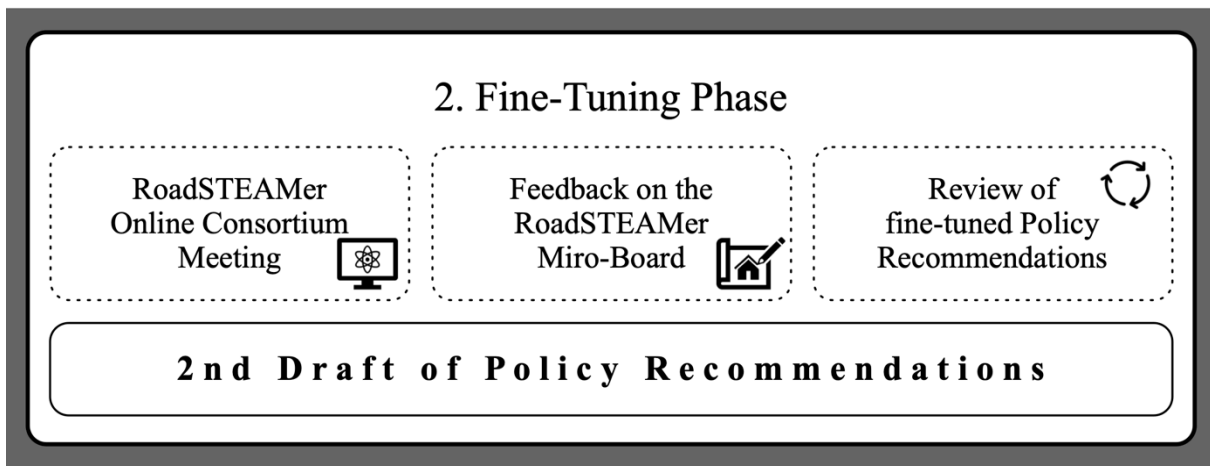 2. Fine-Tuning Phase
RoadSTEAMer
Online Consortium
Meeting
Feedback on the
RoadSTEAMer
Miro-Board
Review of
fine-tuned Policy
Recommendations
2nd Draft of Policy Recommendations